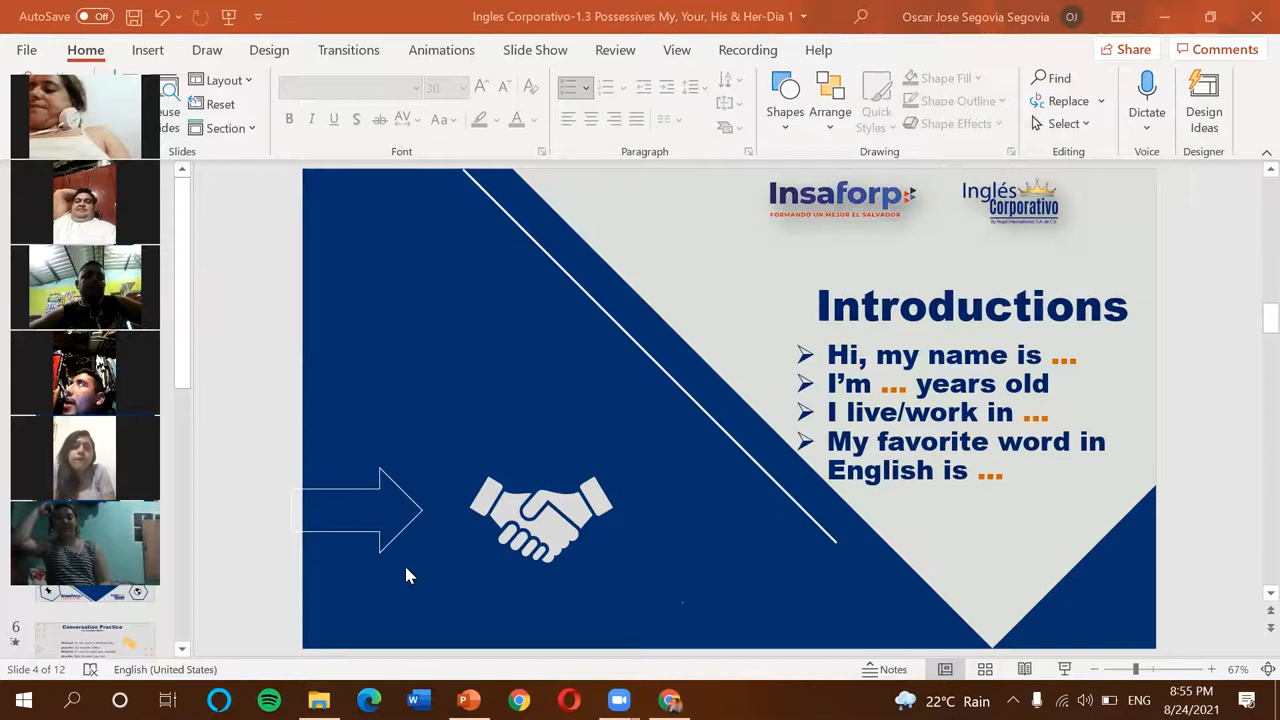 AutoSave Off
Ingles Corporativo-1.3 Possessives My, Your, His & Her-Dia 1
Oscar Jose Segovia Segovia OJ
File Home Insert Draw Design Transitions Animations Slide Show Review View Recording Help
Share Comments
Layout
Reset
Section
Slides
Font
Paragraph
Shapes
Arrange
Quick Styles
Shape Fill
Shape Outline
Shape Effects
Drawing
Find
Replace
Select
Editing
Dictate
Voice
Design Ideas
Designer
Insaforp
FORMANDO UN MEJOR EL SALVADOR
Inglés
Corporativo
Introductions
Hi, my name is ...
I'm ... years old
I live/work in ...
My favorite word in
English is ...
6
Conversation Practice
Slide 4 of 12
English (United States)
Notes
67%
22°C Rain
ENG
8:55 PM
8/24/2021